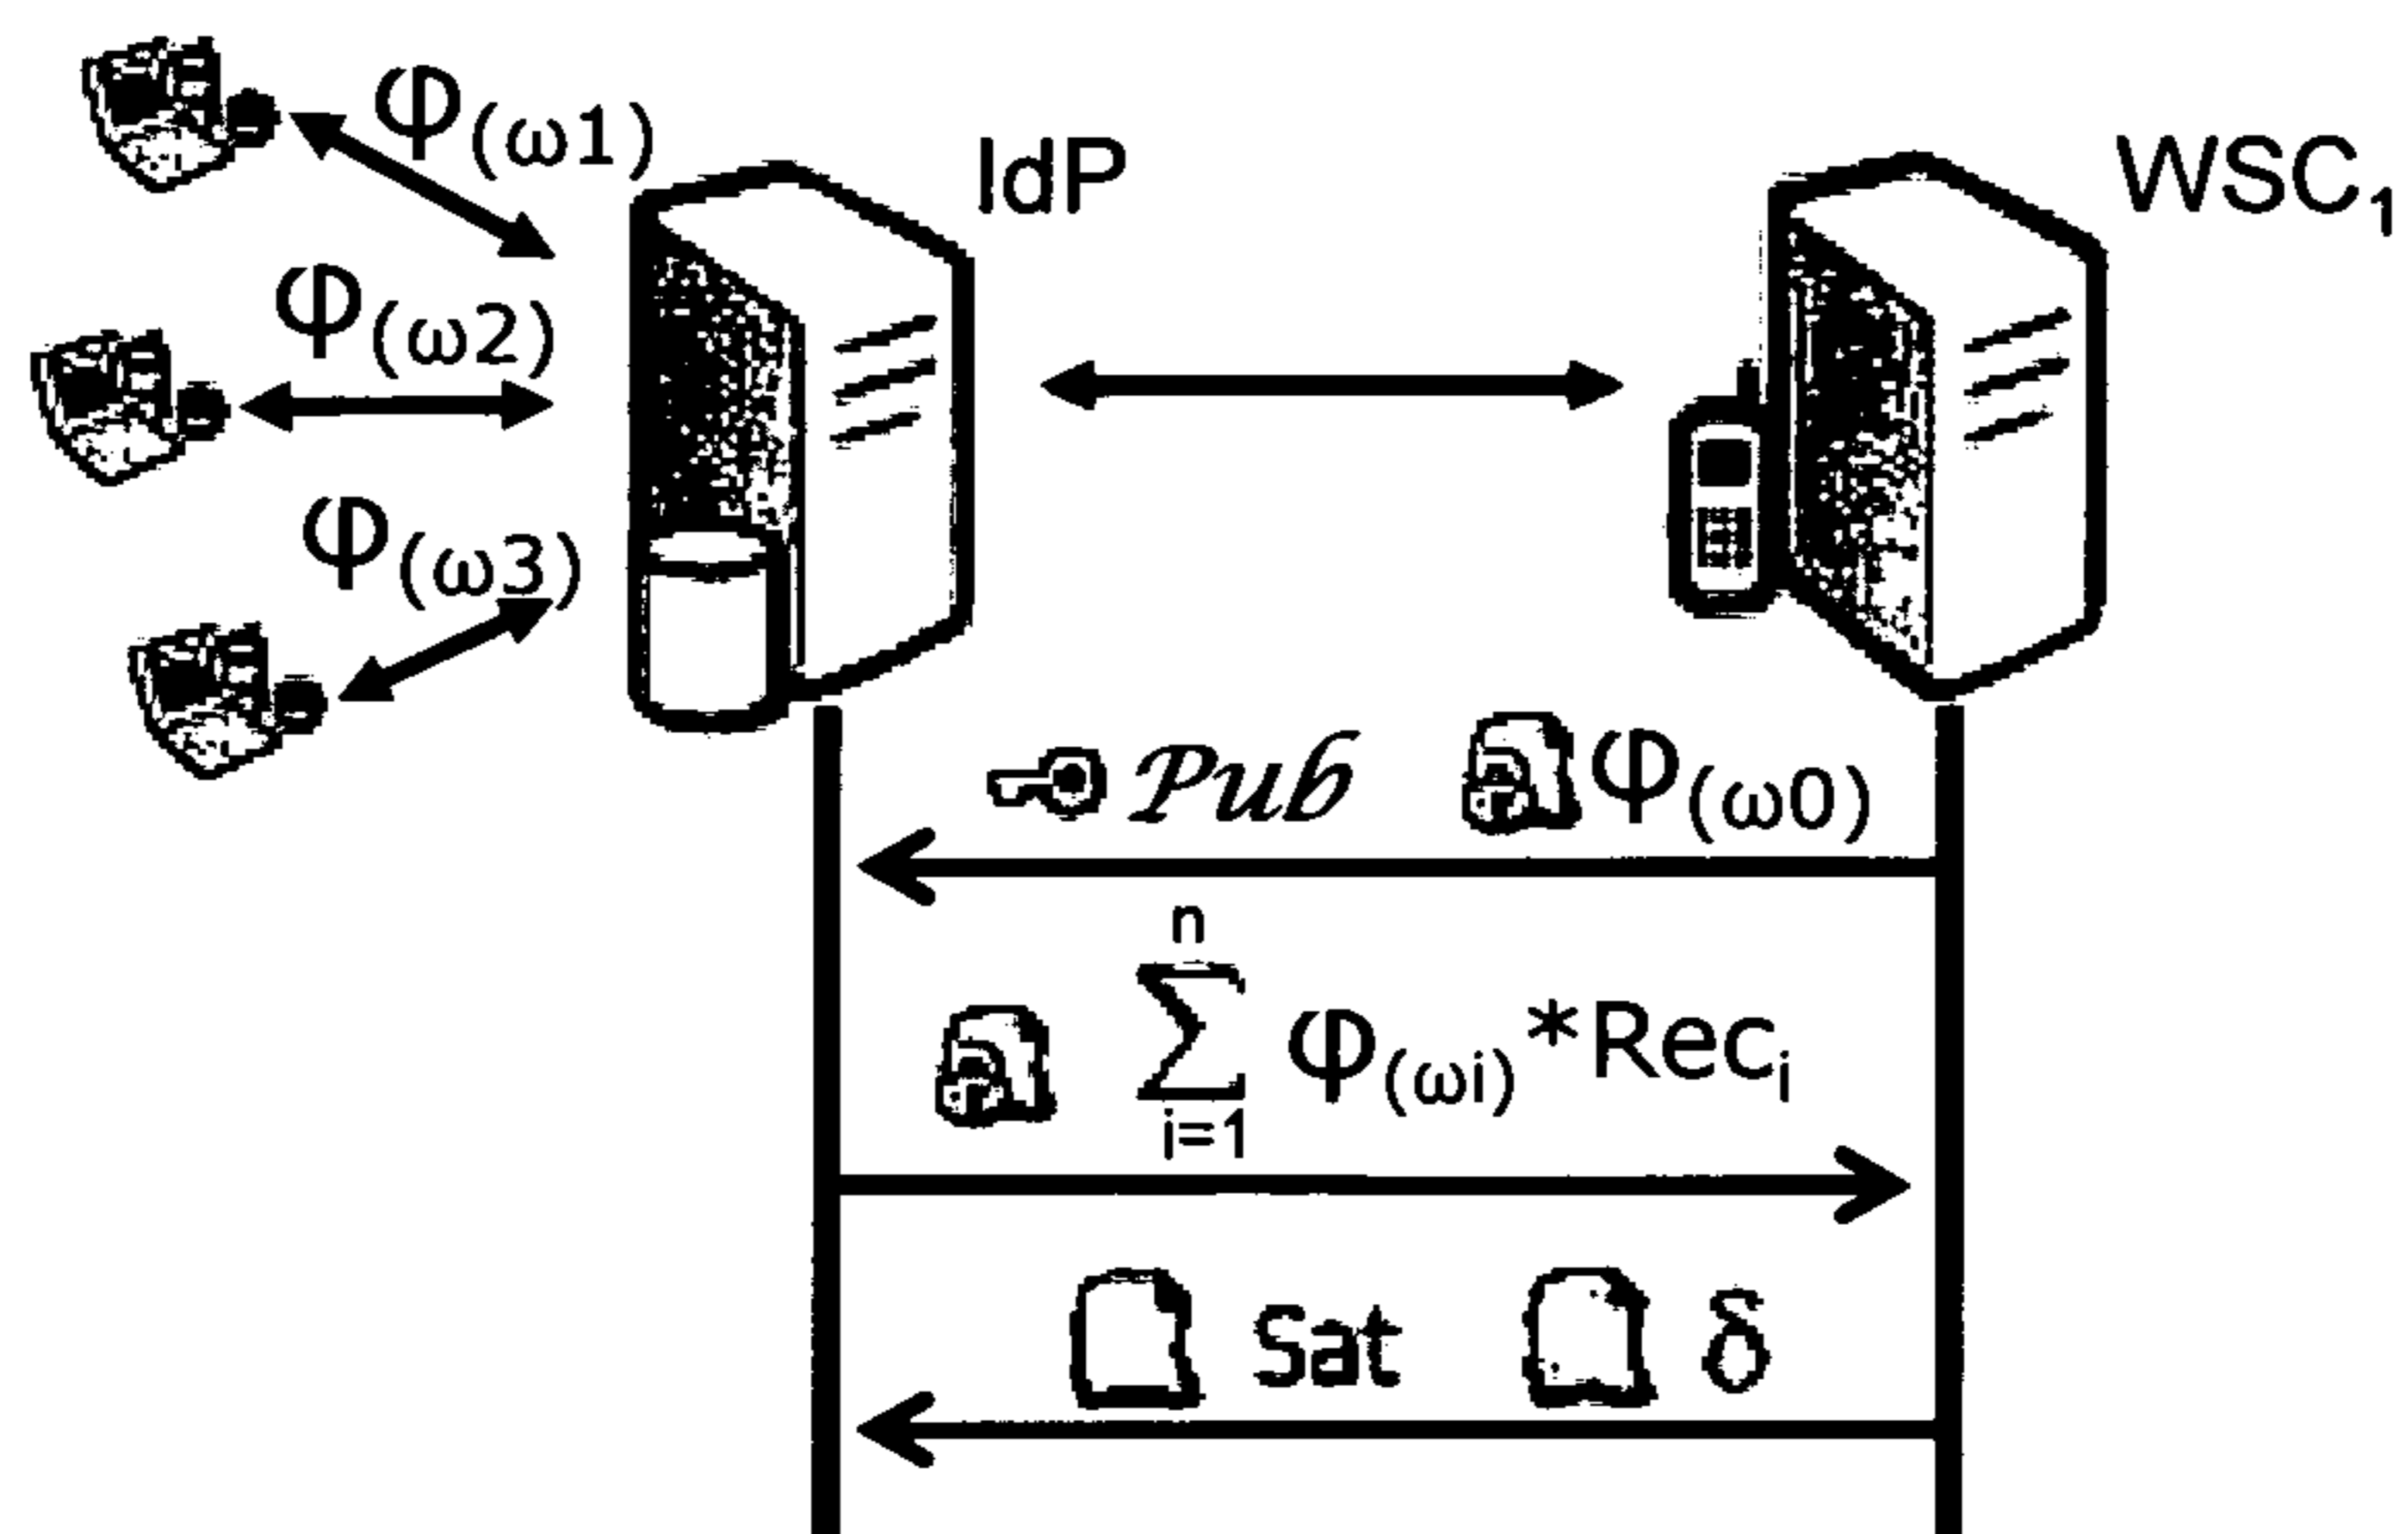 φ(ω1)
IdP
WSC1
φ(ω2)
φ(ω3)
Pub φ(ω0)
n
∑ φ(ωi)*Reci
i=1
Sat δ